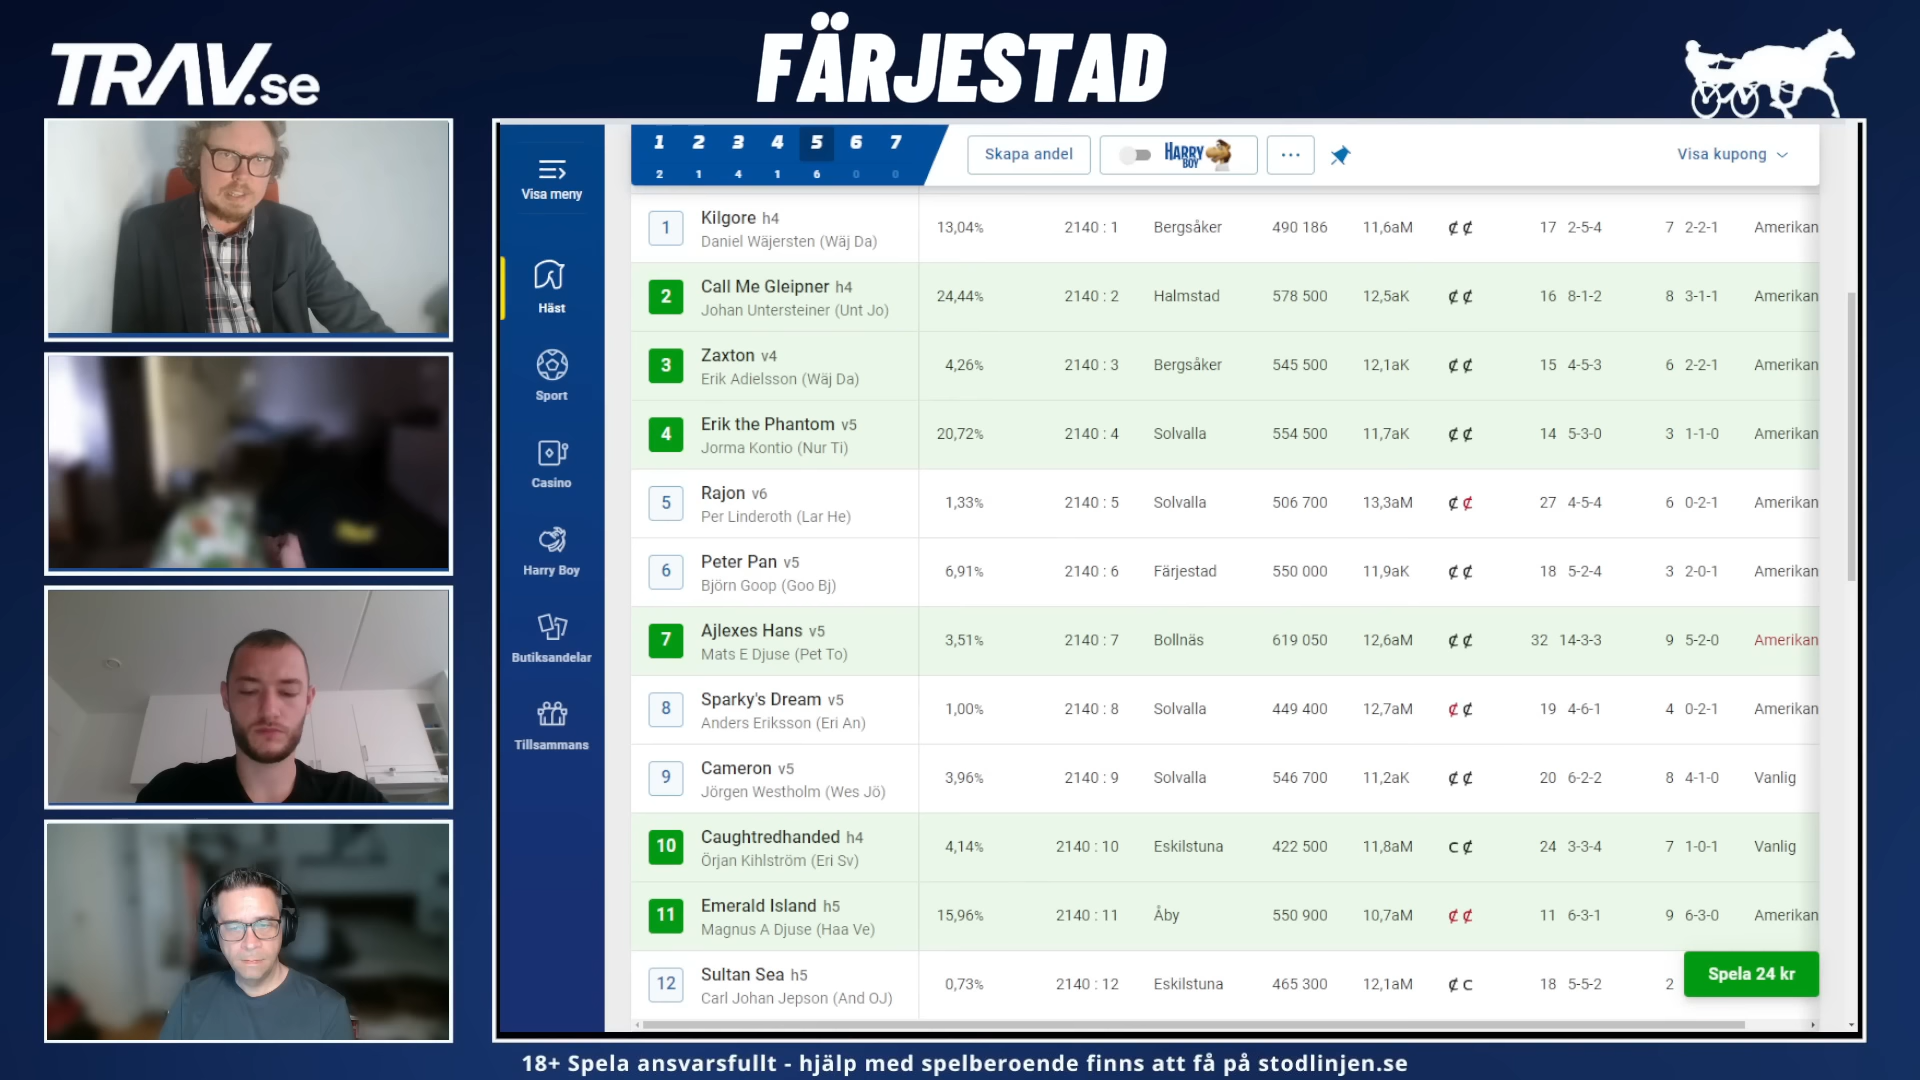 TRAV.se
FÄRJESTAD
Visa meny
Häst
Sport
Casino
Harry Boy
Butiksandelar
Tillsammans
1 2 3 4 5 6 7
2 1 4 1 6 0 0
Skapa andel
HARRY BOY
...
Visa kupong
1 Kilgore h4 13,04% 2140 : 1 Bergsåker 490 186 11,6aM ₵ ₵ 17 2-5-4 7 2-2-1 Amerikan
Daniel Wäjersten (Wäj Da)
2 Call Me Gleipner h4 24,44% 2140 : 2 Halmstad 578 500 12,5aK ₵ ₵ 16 8-1-2 8 3-1-1 Amerikan
Johan Untersteiner (Unt Jo)
3 Zaxton v4 4,26% 2140 : 3 Bergsåker 545 500 12,1aK ₵ ₵ 15 4-5-3 6 2-2-1 Amerikan
Erik Adielsson (Wäj Da)
4 Erik the Phantom v5 20,72% 2140 : 4 Solvalla 554 500 11,7aK ₵ ₵ 14 5-3-0 3 1-1-0 Amerikan
Jorma Kontio (Nur Ti)
5 Rajon v6 1,33% 2140 : 5 Solvalla 506 700 13,3aM ₵ ₵ 27 4-5-4 6 0-2-1 Amerikan
Per Linderoth (Lar He)
6 Peter Pan v5 6,91% 2140 : 6 Färjestad 550 000 11,9aK ₵ ₵ 18 5-2-4 3 2-0-1 Amerikan
Björn Goop (Goo Bj)
7 Ajlexes Hans v5 3,51% 2140 : 7 Bollnäs 619 050 12,6aM ₵ ₵ 32 14-3-3 9 5-2-0 Amerikan
Mats E Djuse (Pet To)
8 Sparky's Dream v5 1,00% 2140 : 8 Solvalla 449 400 12,7aM ₵ ₵ 19 4-6-1 4 0-2-1 Amerikan
Anders Eriksson (Eri An)
9 Cameron v5 3,96% 2140 : 9 Solvalla 546 700 11,2aK ₵ ₵ 20 6-2-2 8 4-1-0 Vanlig
Jörgen Westholm (Wes Jö)
10 Caughtredhanded h4 4,14% 2140 : 10 Eskilstuna 422 500 11,8aM C ₵ 24 3-3-4 7 1-0-1 Vanlig
Örjan Kihlström (Eri Sv)
11 Emerald Island h5 15,96% 2140 : 11 Åby 550 900 10,7aM ₵ ₵ 11 6-3-1 9 6-3-0 Amerikan
Magnus A Djuse (Haa Ve)
12 Sultan Sea h5 0,73% 2140 : 12 Eskilstuna 465 300 12,1aM ₵ C 18 5-5-2 2
Carl Johan Jepson (And OJ)
Spela 24 kr
18+ Spela ansvarsfullt - hjälp med spelberoende finns att få på stodlinjen.se